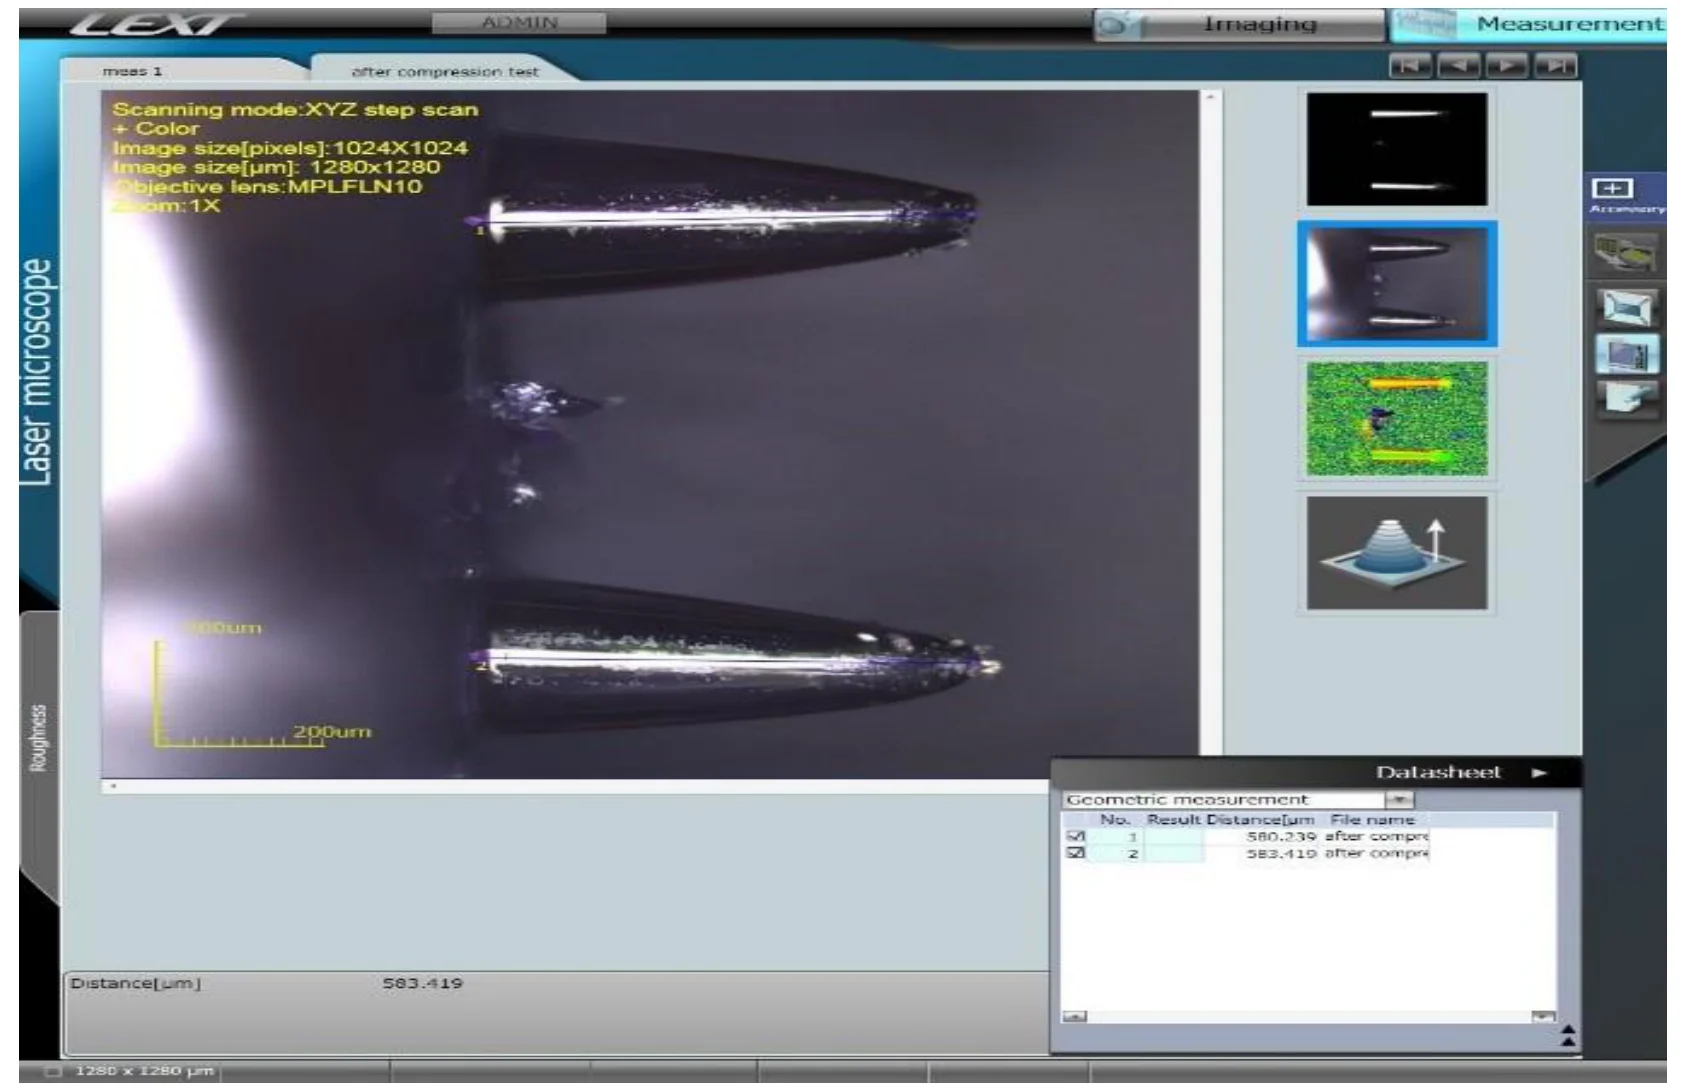 LEXT
ADMIN
Imaging
Measurement
meas 1
after compression test
Scanning mode:XYZ step scan
+ Color
Image size[pixels]:1024X1024
Image size[µm]: 1280x1280
Objective lens:MPLFLN10
Zoom:1X
1
2
200um
Accessory
Laser microscope
Roughness
Datasheet
Geometric measurement
No. Result Distance[µm File name
1 580.239 after compre
2 583.419 after compre
Distance[µm] 583.419
1280 x 1280 µm